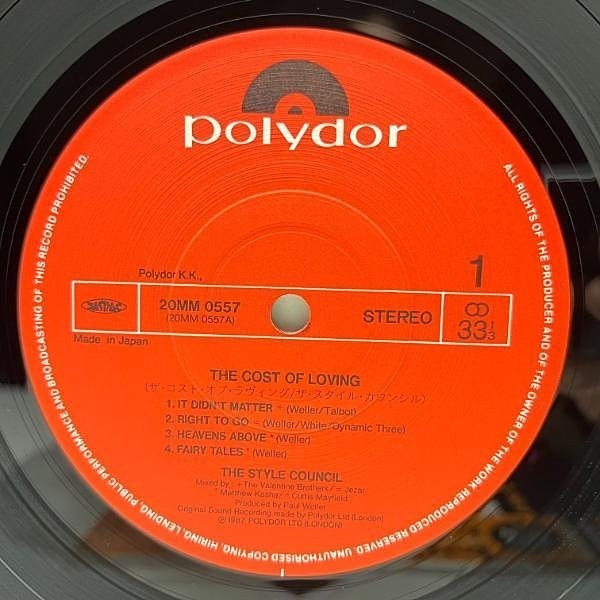 polydor
Polydor K.K.,
1
JASRAC
20MM 0557
(20MM 0557A)
STEREO
33 1/3
Made in Japan
THE COST OF LOVING
(ザ・コスト・オブ・ラヴィング/ザ・スタイル・カウンシル)
1. IT DIDN'T MATTER + (Weller/Talbot)
2. RIGHT TO GO = (Weller/White/Dynamic Three)
3. HEAVENS ABOVE * (Weller)
4. FAIRY TALES ° (Weller)
THE STYLE COUNCIL
Mixed by : +The Valentine Brothers/ = Jezar
* Matthew Kashaz ° Curtis Mayfield
Produced by Paul Weller
Original Sound Recording made by Polydor Ltd (London)
℗ 1987 POLYDOR LTD (LONDON)
ALL RIGHTS OF THE PRODUCER AND OF THE OWNER OF THE WORK REPRODUCED RESERVED. UNAUTHORISED COPYING, HIRING, LENDING, PUBLIC PERFORMANCE AND BROADCASTING OF THIS RECORD PROHIBITED.